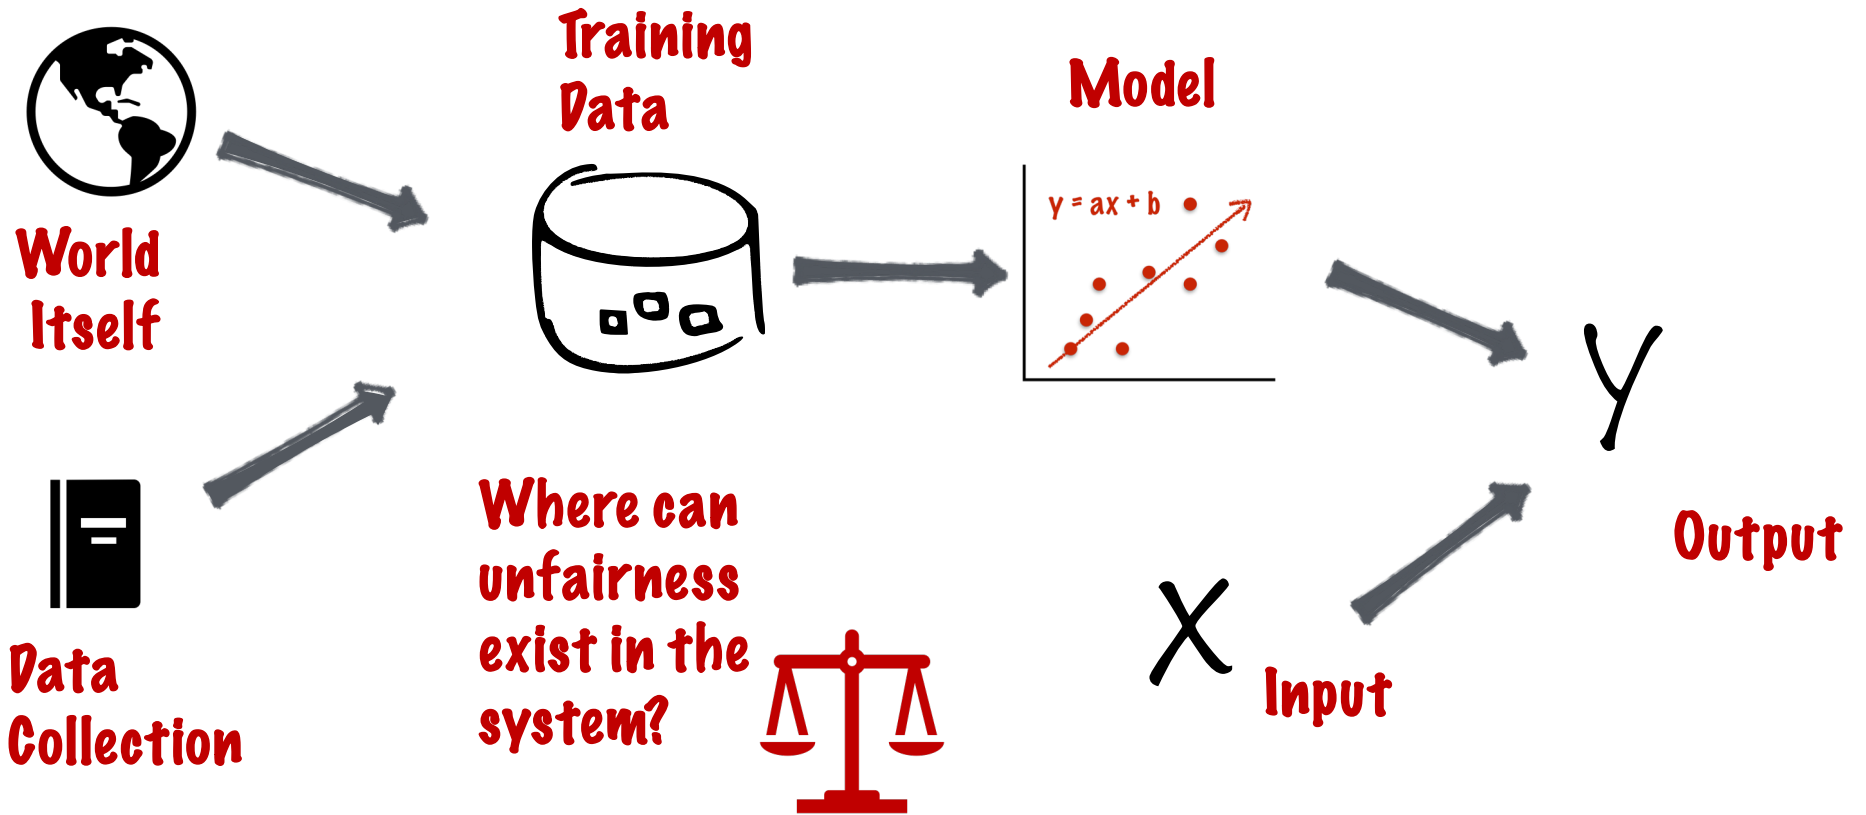 World
Itself
Data
Collection
Training
Data
Model
y = ax + b
Where can
unfairness
exist in the
system?
X
Input
Y
Output